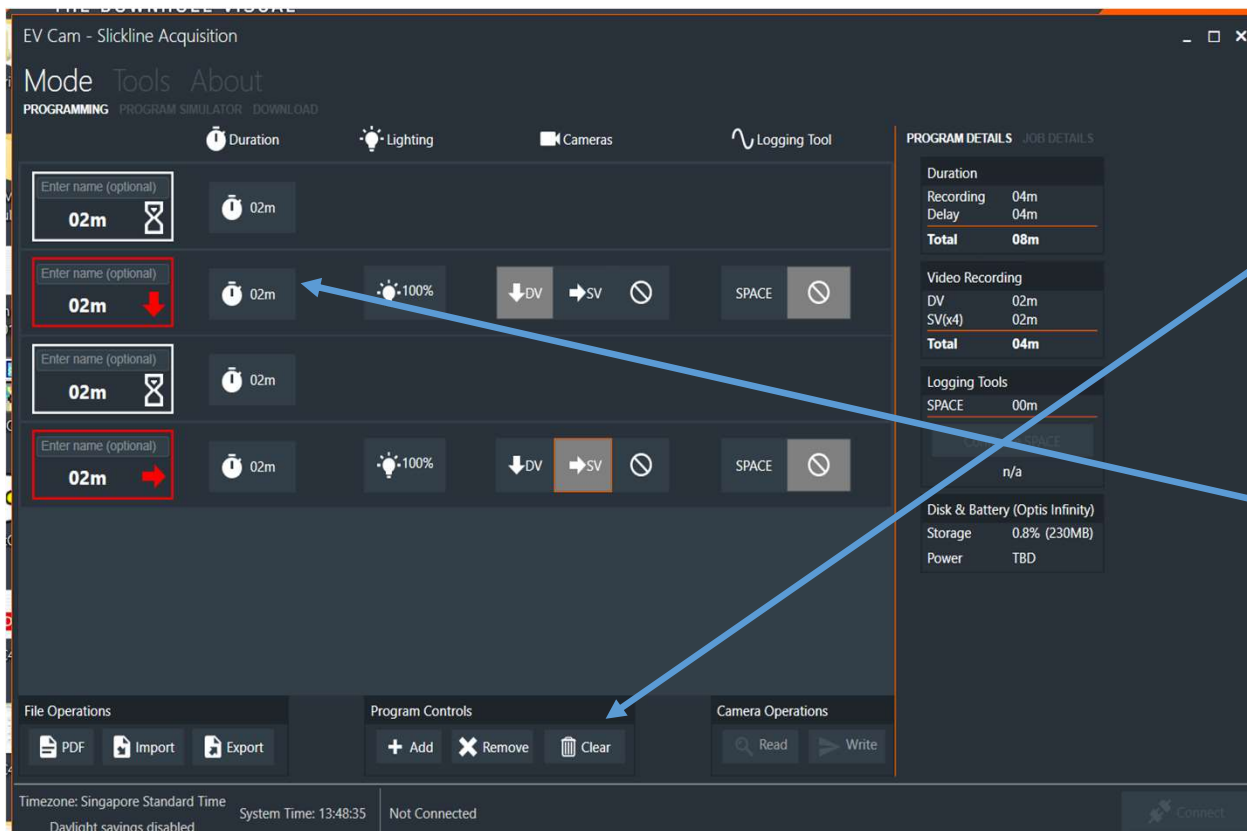 THE DOWNHOLE VISUAL
EV Cam - Slickline Acquisition
Mode Tools About
PROGRAMMING PROGRAM SIMULATOR DOWNLOAD
Duration Lighting Cameras Logging Tool
PROGRAM DETAILS JOB DETAILS
Enter name (optional)
02m
02m
Enter name (optional)
02m
02m
100%
DV SV
SPACE
Enter name (optional)
02m
02m
Enter name (optional)
02m
02m
100%
DV SV
SPACE
Duration
Recording 04m
Delay 04m
Total 08m
Video Recording
DV 02m
SV(x4) 02m
Total 04m
Logging Tools
SPACE 00m
SPACE
n/a
Disk & Battery (Optis Infinity)
Storage 0.8% (230MB)
Power TBD
File Operations
PDF Import Export
Program Controls
Add Remove Clear
Camera Operations
Read Write
Timezone: Singapore Standard Time
Daylight savings disabled
System Time: 13:48:35
Not Connected
Connect